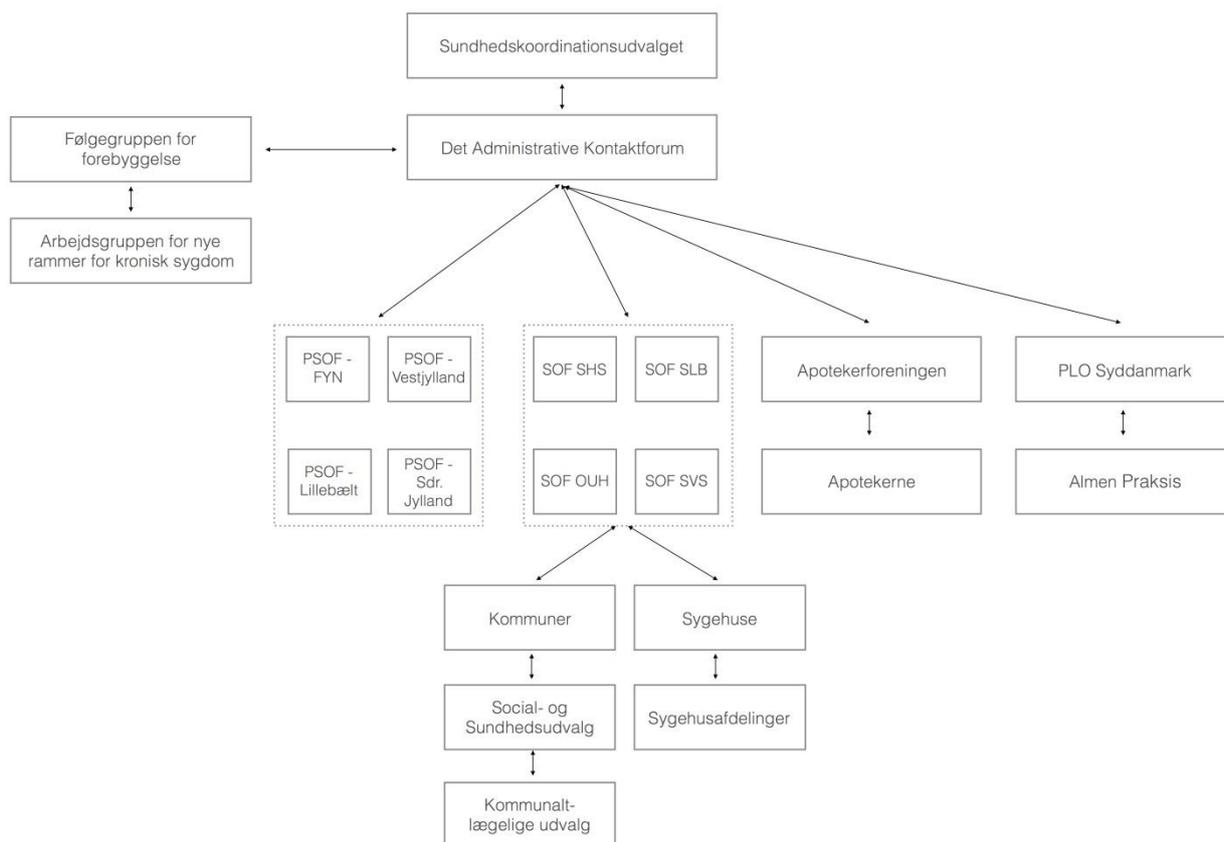 Sundhedskoordinationsudvalget
Følgegruppen for
forebyggelse
Det Administrative Kontaktforum
Arbejdsgruppen for nye
rammer for kronisk sygdom
PSOF -
FYN
PSOF -
Vestjylland
SOF SHS
SOF SLB
Apotekerforeningen
PLO Syddanmark
PSOF -
Lillebælt
PSOF -
Sdr.
Jylland
SOF OUH
SOF SVS
Apotekerne
Almen Praksis
Kommuner
Sygehuse
Social- og
Sundhedsudvalg
Sygehusafdelinger
Kommunalt-
lægelige udvalg